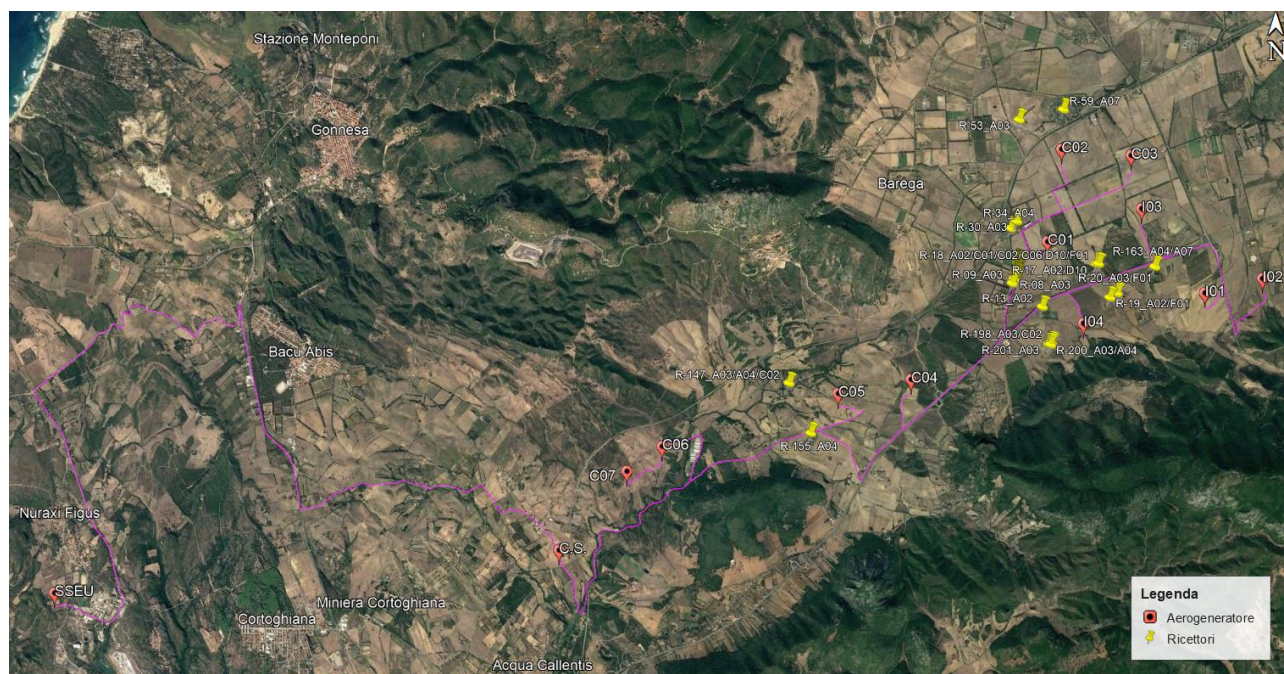 Stazione Monteponi
N
Gonnesa
R-59_A07
R-53_A03
C02
C03
Barega
I03
R-34_A04
R-30_A03
C01
R-18_A02/C01/C02/C06/D10/F01
R-163_A04/A07
R-17_A02/D10
R-09_A03
R-20_A03/F01
R-08_A03
I02
I01
R-13_A02
R-19_A02/F01
I04
R-198_A03/C02
R-201_A03
R-200_A03/A04
Bacu Abis
R-147_A03/A04/C02
C05
C04
R-155_A04
C06
C07
Nuraxi Figus
C.S.
SSEU
Miniera Cortoghiana
Cortoghiana
Acqua Callentis
Legenda
Aerogeneratore
Ricettori